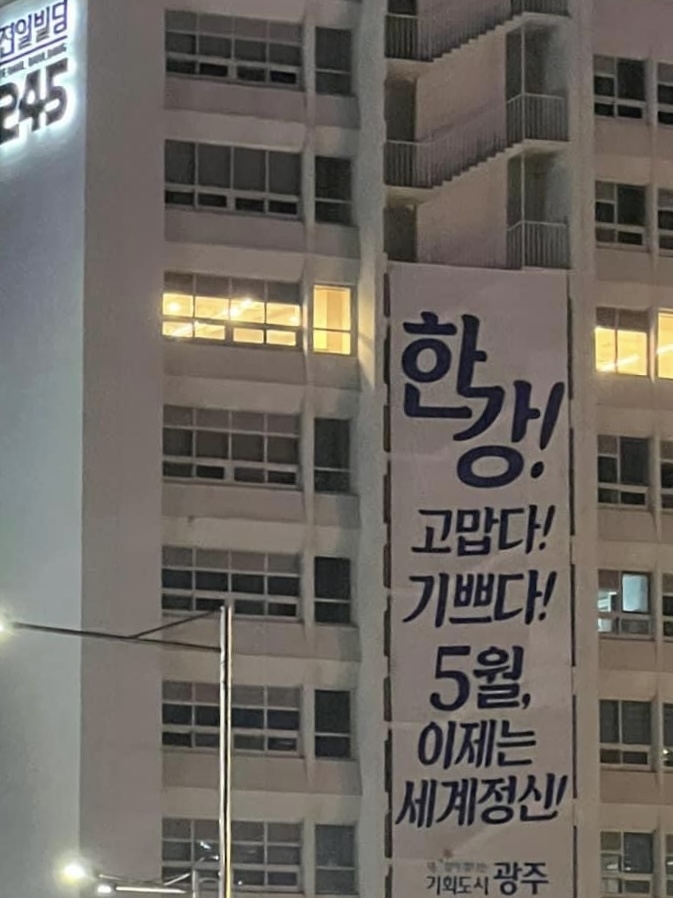 전일빌딩
245
한
강!
고맙다!
기쁘다!
5월,
이제는
세계정신!
기회도시 광주